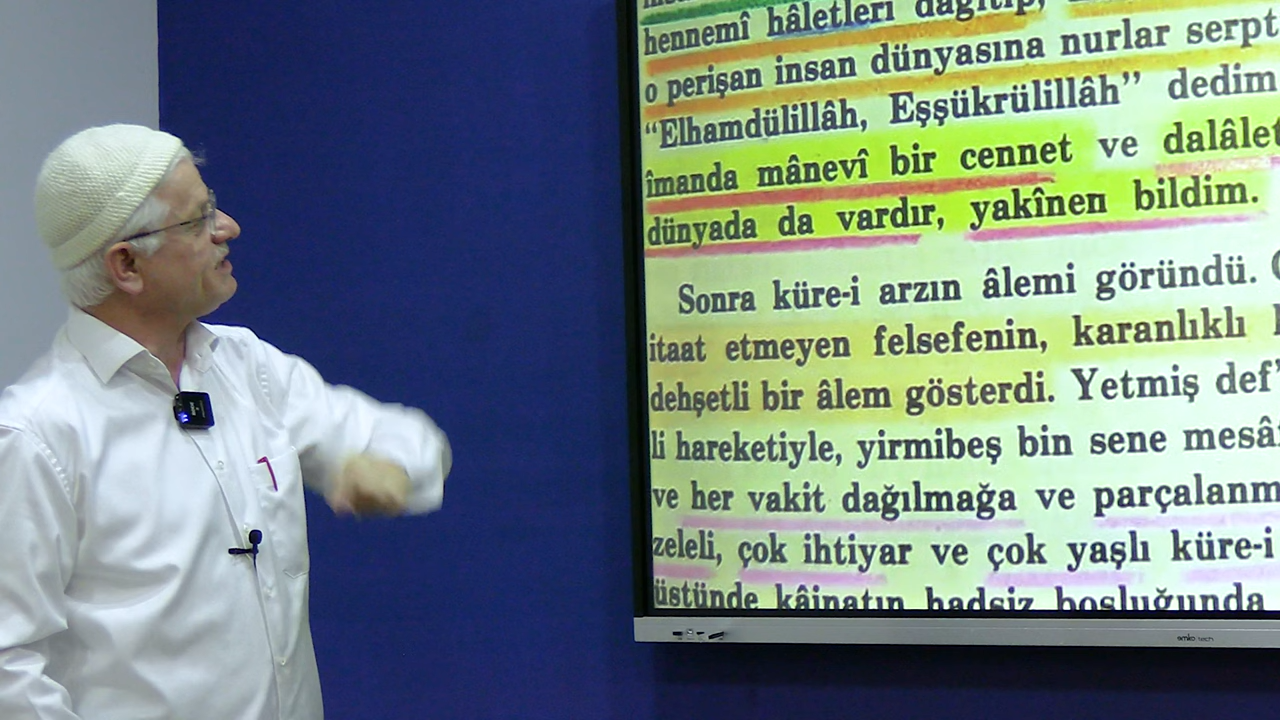 hennemî hâletleri dağıtıp,
o perişan insan dünyasına nurlar serpt
“Elhamdülillâh, Eşşükrülillâh” dedim
îmanda mânevî bir cennet ve dalâlet
dünyada da vardır, yakînen bildim.
Sonra küre-i arzın âlemi göründü.
itaat etmeyen felsefenin, karanlıklı
dehşetli bir âlem gösterdi. Yetmiş def'
li hareketiyle, yirmibeş bin sene mesâ
ve her vakit dağılmağa ve parçalanm
zeleli, çok ihtiyar ve çok yaşlı küre-i
üstünde kâinatın hadsiz boşluğunda